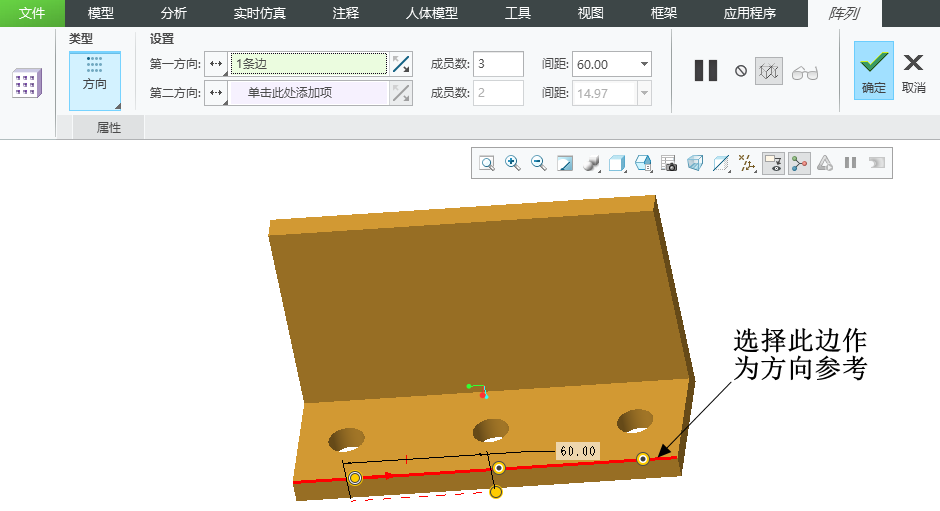 文件 模型 分析 实时仿真 注释 人体模型 工具 视图 框架 应用程序 阵列
类型 设置
方向 第一方向: 1条边 成员数: 3 间距: 60.00 确定 取消
第二方向: 单击此处添加项 成员数: 2 间距: 14.97
属性
选择此边作
为方向参考
60.00